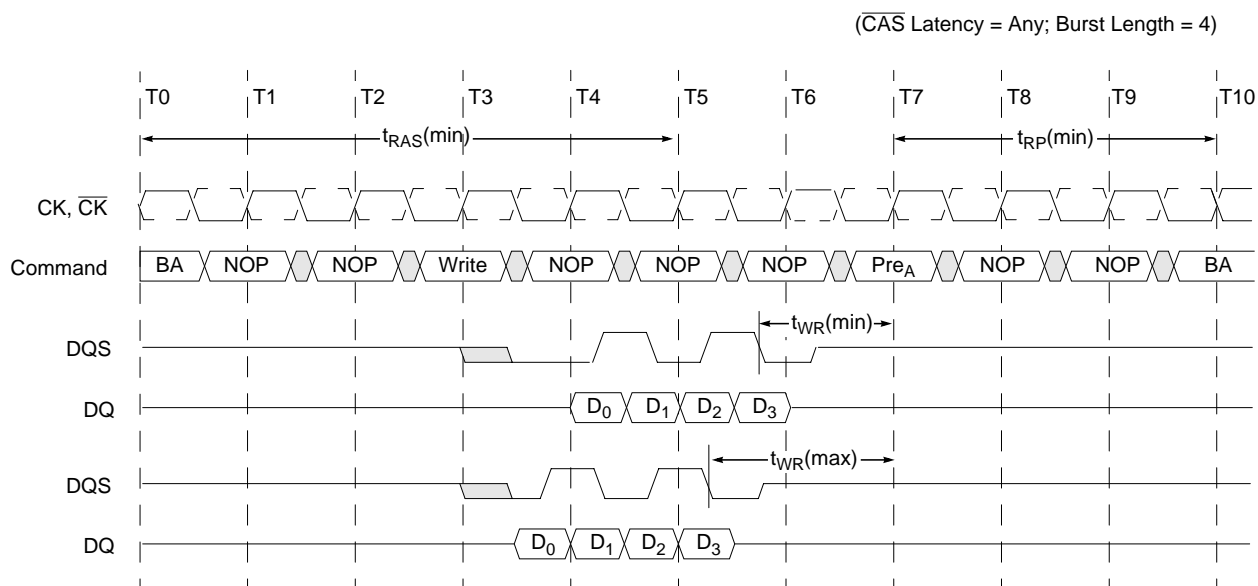 (C̅A̅S̅ Latency = Any; Burst Length = 4)
T0 T1 T2 T3 T4 T5 T6 T7 T8 T9 T10
tRAS(min) tRP(min)
CK, C̅K̅
Command BA NOP NOP Write NOP NOP NOP PreA NOP NOP BA
tWR(min)
DQS
DQ D0 D1 D2 D3
tWR(max)
DQS
DQ D0 D1 D2 D3